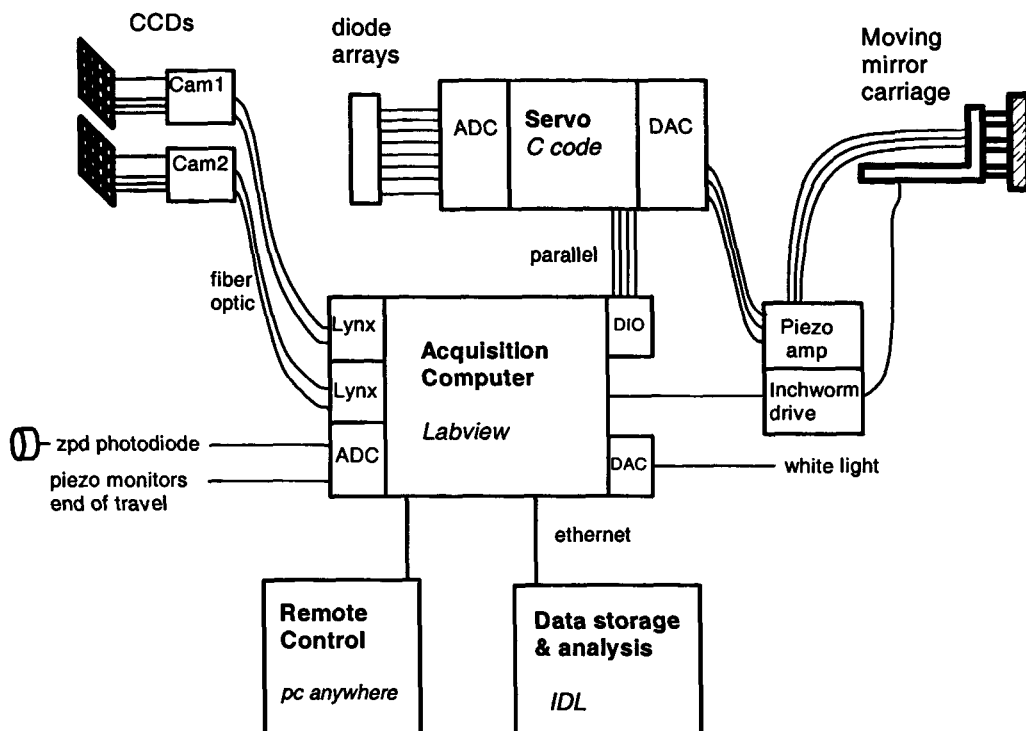 CCDs
diode
arrays
Moving
mirror
carriage
Cam1
Cam2
ADC
Servo
C code
DAC
parallel
fiber
optic
Lynx
Lynx
ADC
Acquisition
Computer
Labview
DIO
DAC
Piezo
amp
Inchworm
drive
zpd photodiode
piezo monitors
end of travel
white light
ethernet
Remote
Control
pc anywhere
Data storage
& analysis
IDL